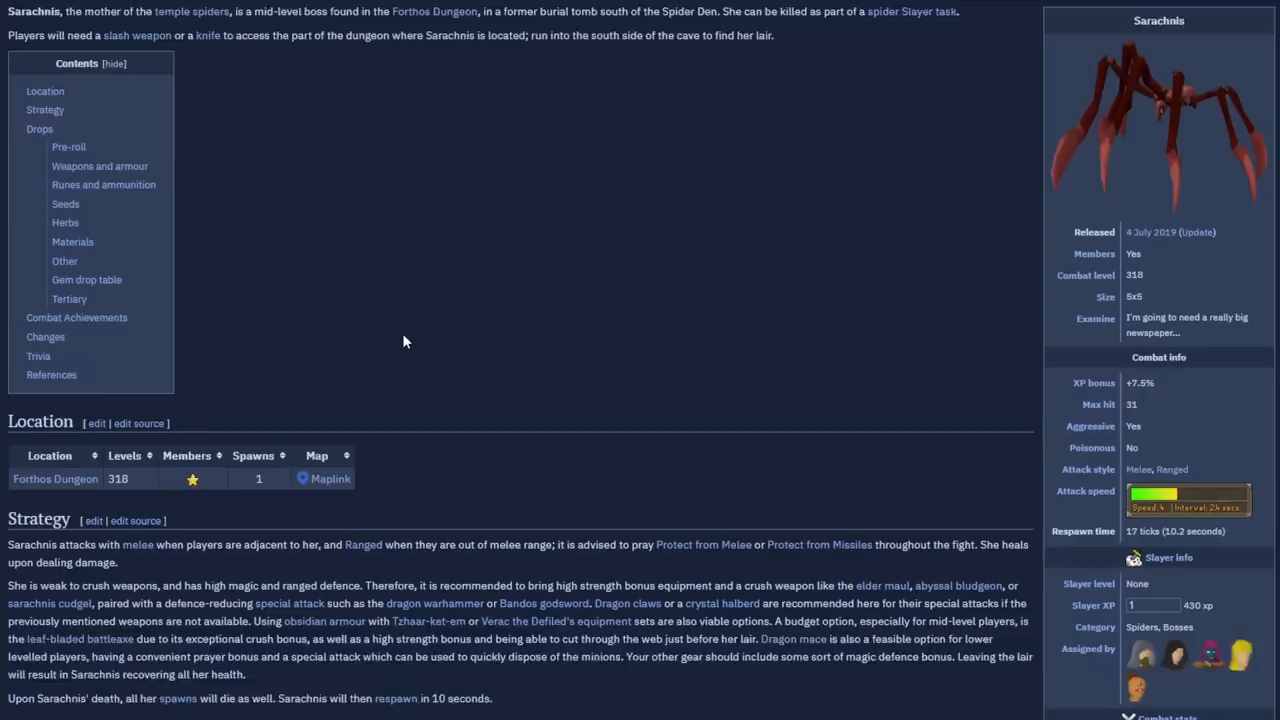 Sarachnis, the mother of the temple spiders, is a mid-level boss found in the Forthos Dungeon, in a former burial tomb south of the Spider Den. She can be killed as part of a spider Slayer task.
Players will need a slash weapon or a knife to access the part of the dungeon where Sarachnis is located; run into the south side of the cave to find her lair.
Contents [hide]
Location
Strategy
Drops
Pre-roll
Weapons and armour
Runes and ammunition
Seeds
Herbs
Materials
Other
Gem drop table
Tertiary
Combat Achievements
Changes
Trivia
References
Location [ edit | edit source ]
Location Levels Members Spawns Map
Forthos Dungeon 318 1 Maplink
Strategy [ edit | edit source ]
Sarachnis attacks with melee when players are adjacent to her, and Ranged when they are out of melee range; it is advised to pray Protect from Melee or Protect from Missiles throughout the fight. She heals
upon dealing damage.
She is weak to crush weapons, and has high magic and ranged defence. Therefore, it is recommended to bring high strength bonus equipment and a crush weapon like the elder maul, abyssal bludgeon, or
sarachnis cudgel, paired with a defence-reducing special attack such as the dragon warhammer or Bandos godsword. Dragon claws or a crystal halberd are recommended here for their special attacks if the
previously mentioned weapons are not available. Using obsidian armour with Tzhaar-ket-em or Verac the Defiled's equipment sets are also viable options. A budget option, especially for mid-level players, is
the leaf-bladed battleaxe due to its exceptional crush bonus, as well as a high strength bonus and being able to cut through the web just before her lair. Dragon mace is also a feasible option for lower
levelled players, having a convenient prayer bonus and a special attack which can be used to quickly dispose of the minions. Your other gear should include some sort of magic defence bonus. Leaving the lair
will result in Sarachnis recovering all her health.
Upon Sarachnis' death, all her spawns will die as well. Sarachnis will then respawn in 10 seconds.
Sarachnis
Released 4 July 2019 (Update)
Members Yes
Combat level 318
Size 5x5
Examine I'm going to need a really big
newspaper...
Combat info
XP bonus +7.5%
Max hit 31
Aggressive Yes
Poisonous No
Attack style Melee, Ranged
Attack speed
Speed: 4 Interval: 2.4 secs.
Respawn time 17 ticks (10.2 seconds)
Slayer info
Slayer level None
Slayer XP 1 430 xp
Category Spiders, Bosses
Assigned by
Combat stats